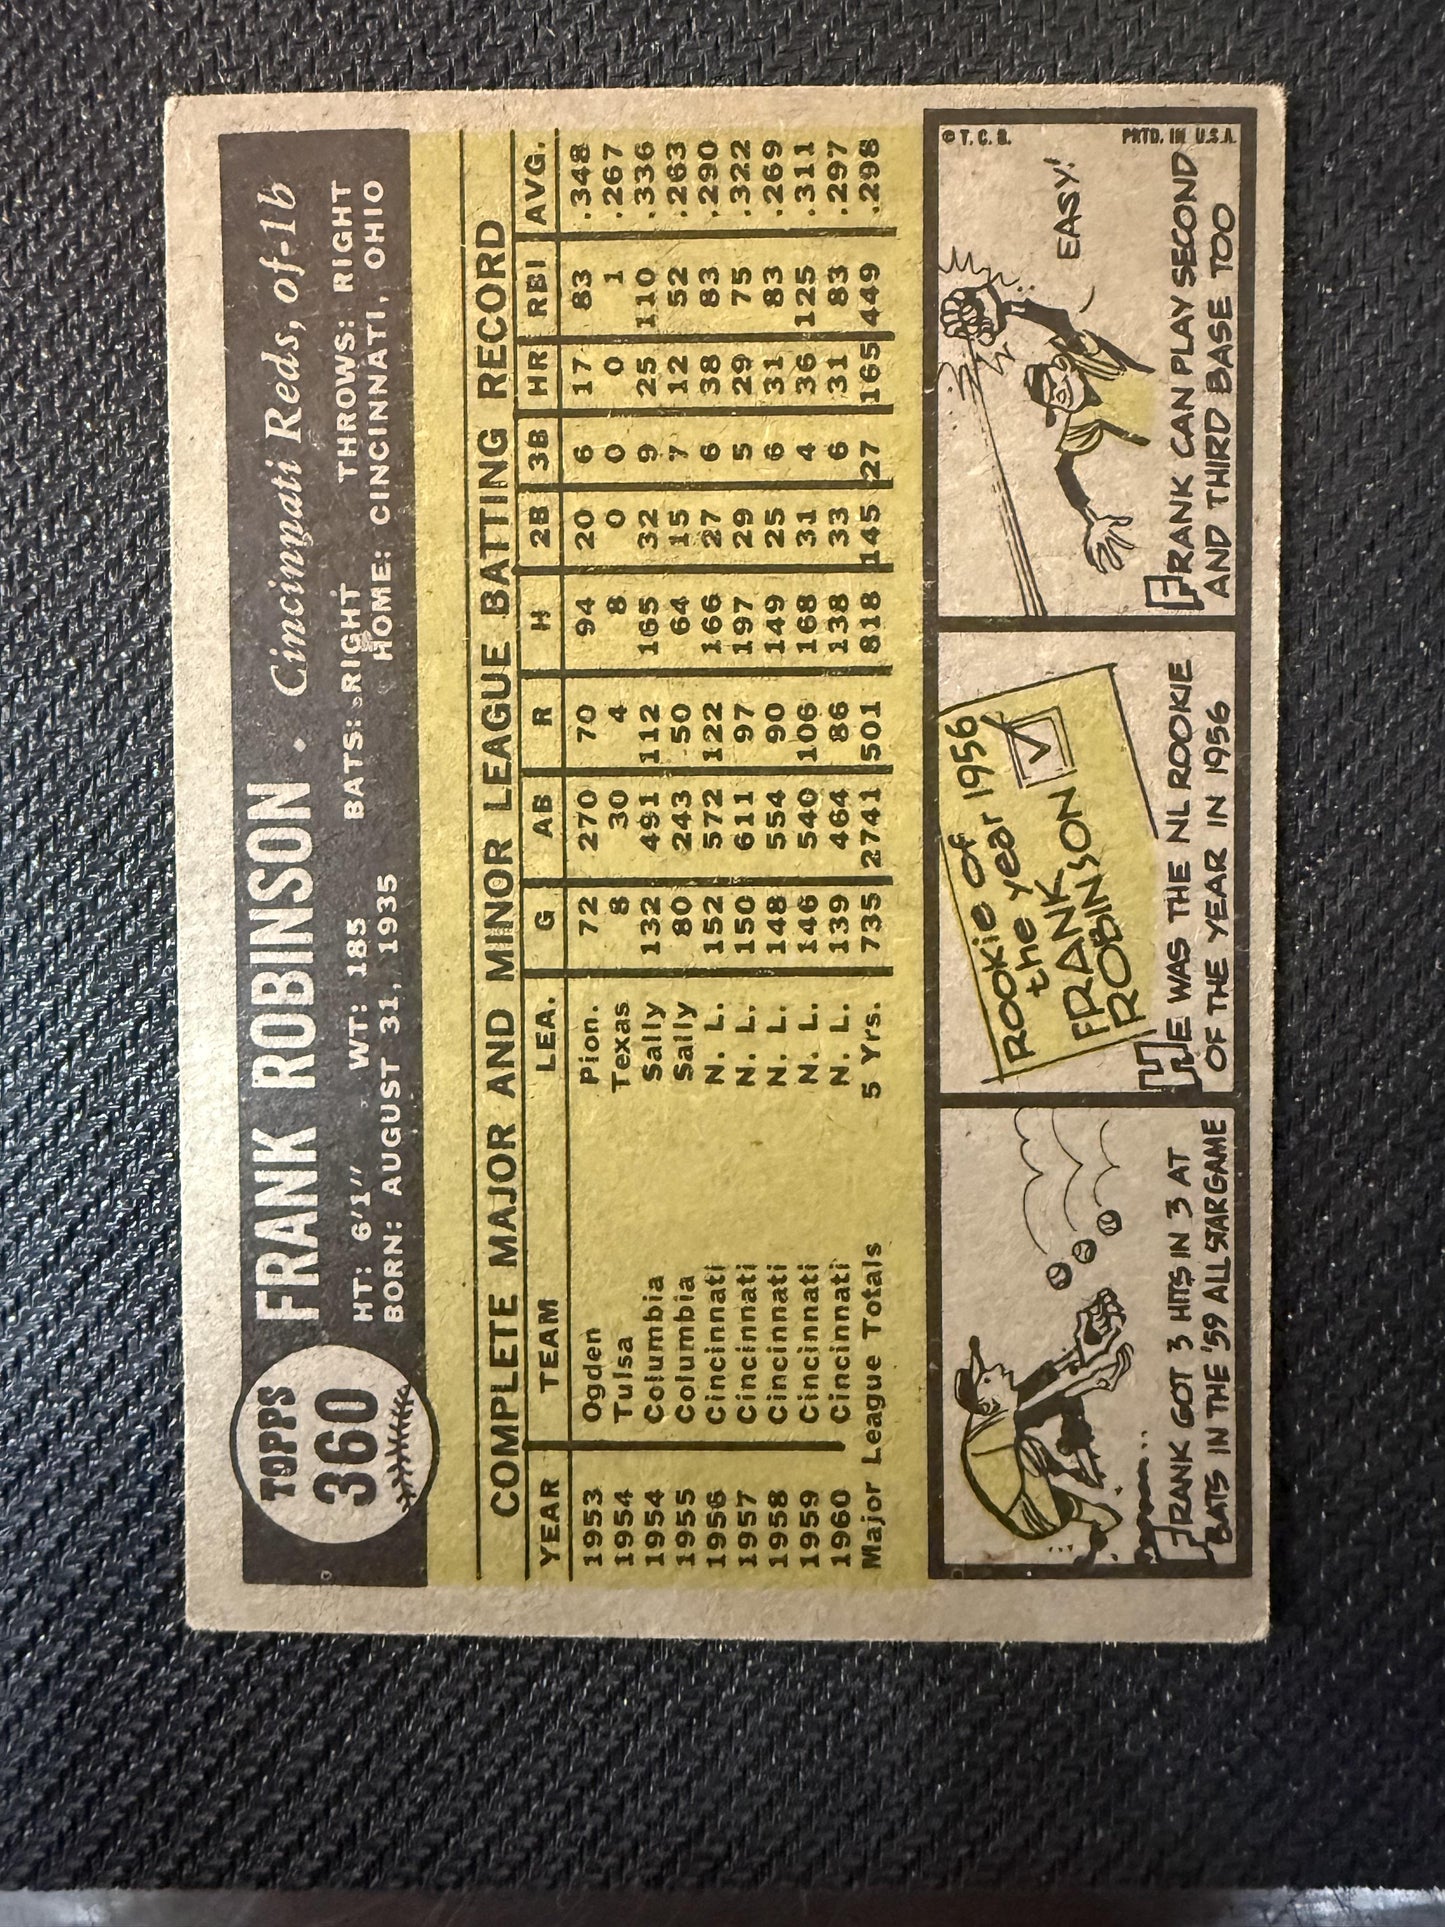 TOPPS
360
FRANK ROBINSON · Cincinnati Reds, of-1b
HT: 6'1" WT: 185 BATS: RIGHT THROWS: RIGHT
BORN: AUGUST 31, 1935 HOME: CINCINNATI, OHIO
COMPLETE MAJOR AND MINOR LEAGUE BATTING RECORD
YEAR TEAM LEA. G AB R H 2B 3B HR RBI AVG.
1953 Ogden Pion. 72 270 70 94 20 6 17 83 .348
1954 Tulsa Texas 8 30 4 8 0 0 0 1 .267
1954 Columbia Sally 132 491 112 165 32 9 25 110 .336
1955 Columbia Sally 80 243 50 64 15 7 12 52 .263
1956 Cincinnati N. L. 152 572 122 166 27 6 38 83 .290
1957 Cincinnati N. L. 150 611 97 197 29 5 29 75 .322
1958 Cincinnati N. L. 148 554 90 149 25 6 31 83 .269
1959 Cincinnati N. L. 146 540 106 168 31 4 36 125 .311
1960 Cincinnati N. L. 139 464 86 138 33 6 31 83 .297
Major League Totals 5 Yrs. 735 2741 501 818 145 27 165 449 .298
FRANK GOT 3 HITS IN 3 AT
BATS IN THE '59 ALL STAR GAME
ROOKIE OF
the year 1956
FRANK
ROBINSON
HE WAS THE NL ROOKIE
OF THE YEAR IN 1956
© T. C. G. PRTD. IN U.S.A.
EASY!
FRANK CAN PLAY SECOND
AND THIRD BASE TOO